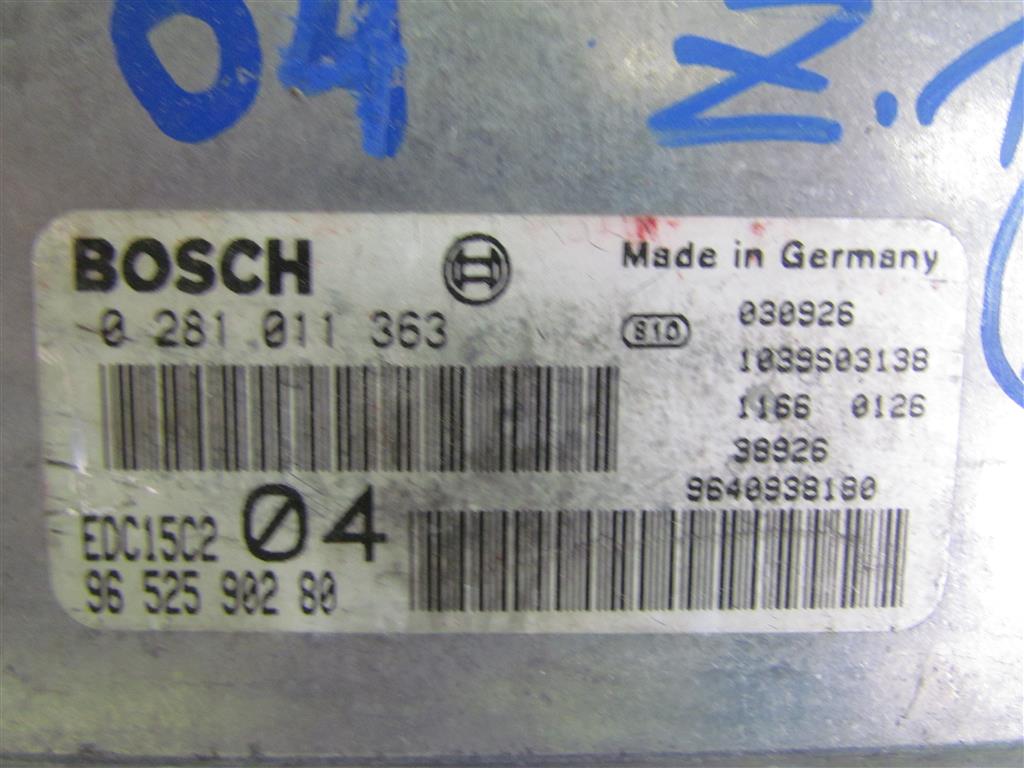 04 Z.
BOSCH
Made in Germany
0 281 011 363
S10
030926
1039S03138
1166 0126
38926
9640938180
EDC15C2 04
96 525 902 80